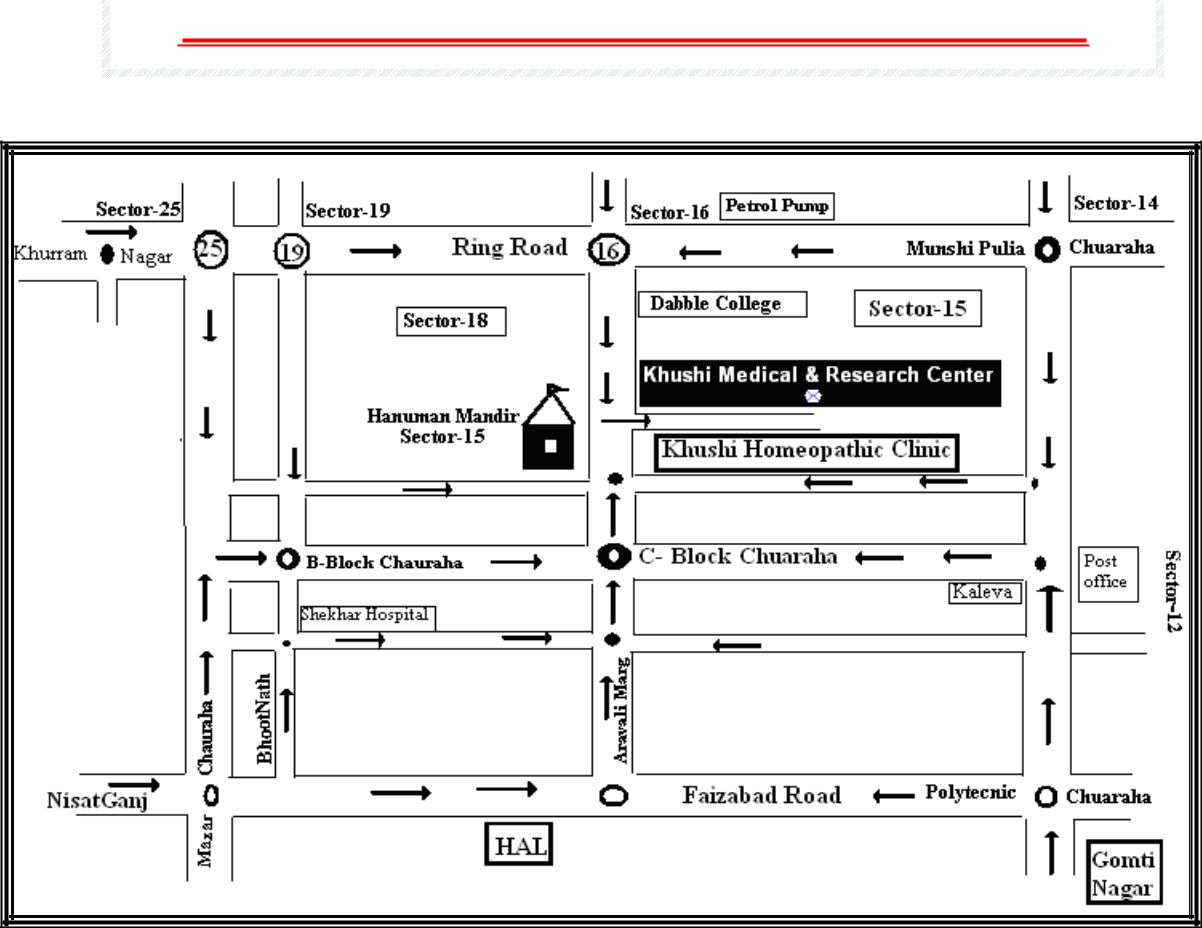 Sector-25
Sector-19
Sector-16
Petrol Pump
Sector-14
Khurram
Nagar
25
19
Ring Road
16
Munshi Pulia
Chuaraha
Sector-18
Dabble College
Sector-15
Khushi Medical & Research Center
Hanuman Mandir
Sector-15
Khushi Homeopathic Clinic
B-Block Chauraha
C- Block Chuaraha
Post
office
Sector-12
Kaleva
Shekhar Hospital
BhootNath
Aravali Marg
Chauraha
NisatGanj
Mazar
Faizabad Road
Polytecnic
Chuaraha
HAL
Gomti
Nagar